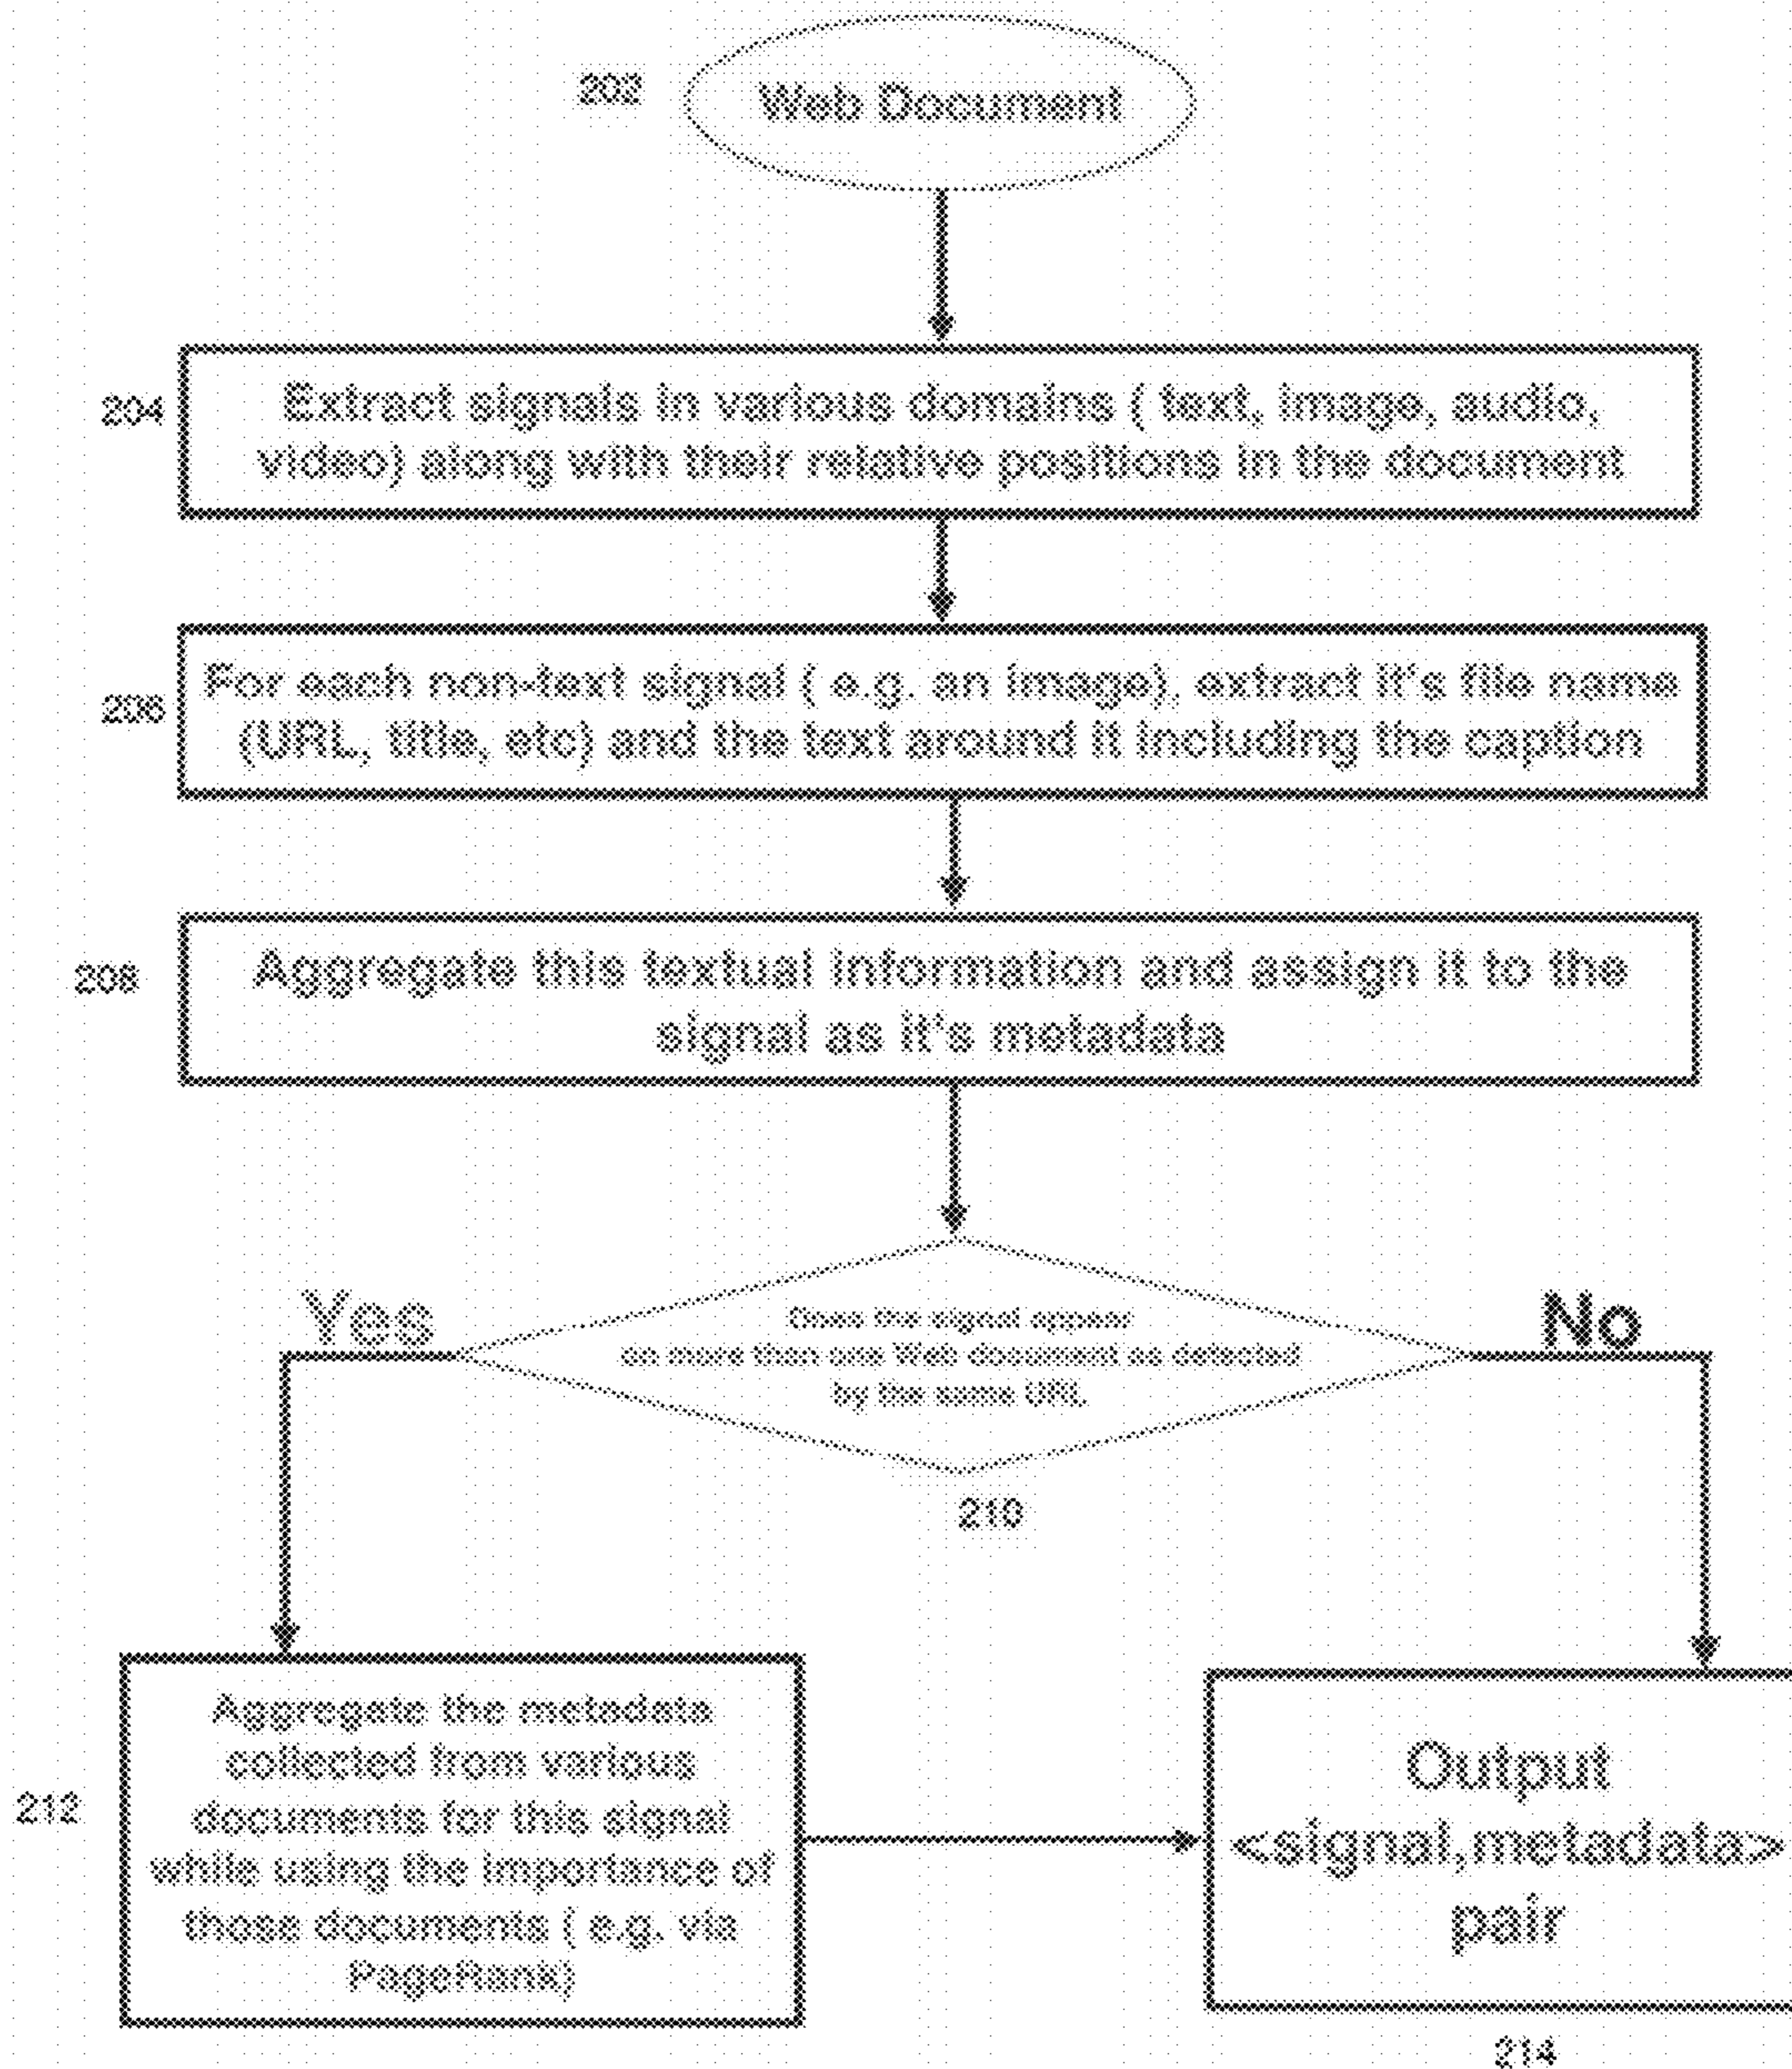 202
Web Document
204
Extract signals in various domains ( text, image, audio,
video) along with their relative positions in the document
206
For each non-text signal ( e.g. an image), extract it's file name
(URL, title, etc) and the text around it including the caption
208
Aggregate this textual information and assign it to the
signal as it's metadata
Yes
No
Does the signal appear
on more than one Web document as detected
by the same URL
210
212
Aggregate the metadata
collected from various
documents for this signal
while using the importance of
those documents ( e.g. via
PageRank)
Output
<signal,metadata>
pair
214